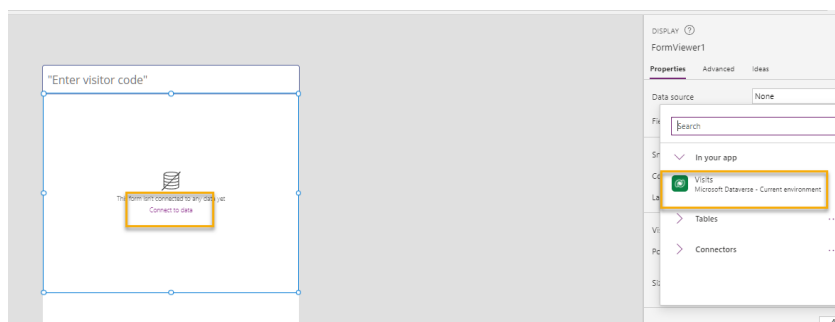 DISPLAY
FormViewer1
Properties Advanced Ideas
"Enter visitor code"
Data source None
Search
In your app
Visits
Microsoft Dataverse - Current environment
This form isn't connected to any data yet
Connect to data
Tables
Connectors